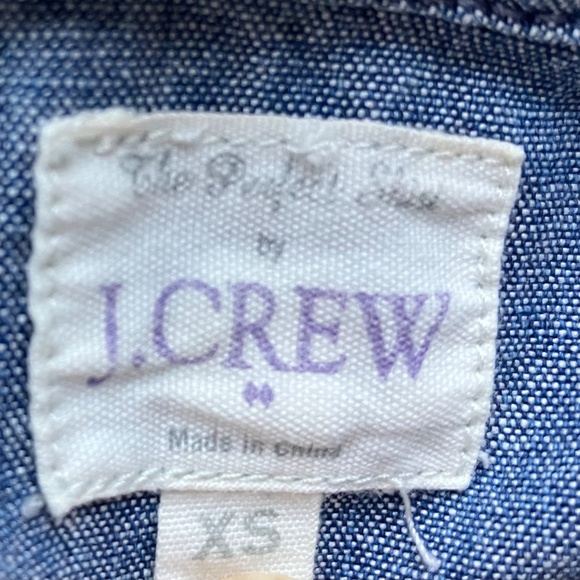 The Perfect Shirt
by
J.CREW
Made in China
XS